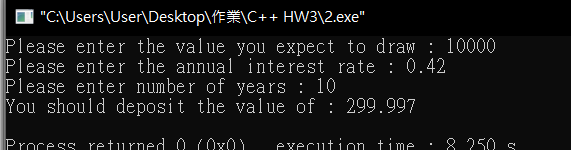 "C:\Users\User\Desktop\作業\C++ HW3\2.exe"
Please enter the value you expect to draw : 10000
Please enter the annual interest rate : 0.42
Please enter number of years : 10
You should deposit the value of : 299.997
Process returned 0 (0x0)   execution time : 8.250 s